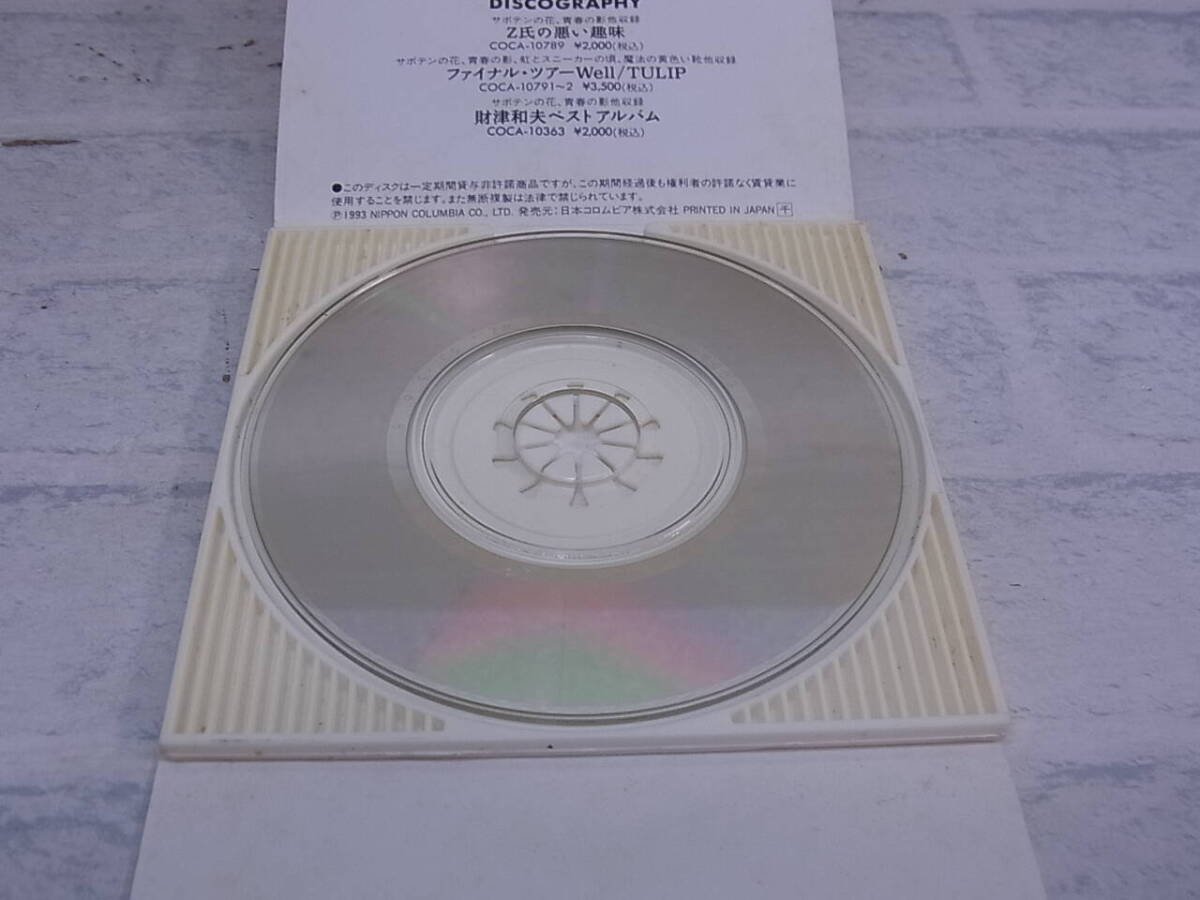 DISCOGRAPHY
サボテンの花、青春の影他収録
Z氏の悪い趣味
COCA-10789 ¥2,000(税込)
サボテンの花、青春の影、虹とスニーカーの頃、魔法の黄色い靴他収録
ファイナル・ツアーWell/TULIP
COCA-10791〜2 ¥3,500(税込)
サボテンの花、青春の影他収録
財津和夫ベストアルバム
COCA-10363 ¥2,000(税込)
●このディスクは一定期間貸与非許諾商品ですが、この期間経過後も権利者の許諾なく賃貸業に
使用することを禁じます。また無断複製は法律で禁じられています。
Ⓟ1993 NIPPON COLUMBIA CO., LTD. 発売元:日本コロムビア株式会社 PRINTED IN JAPAN 千